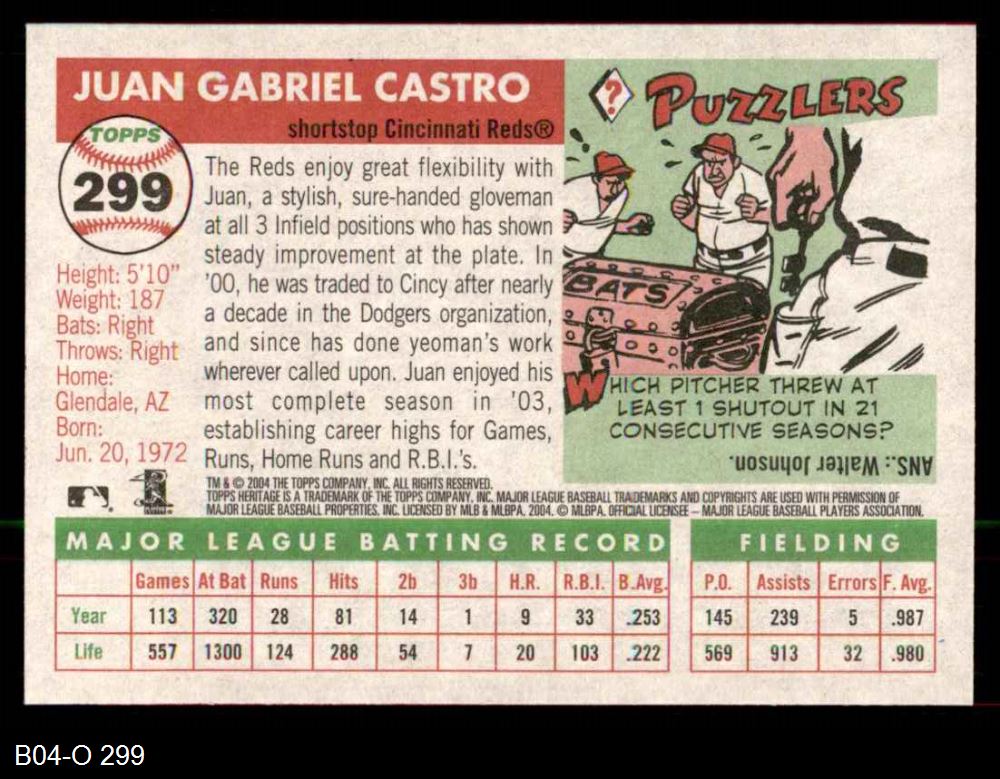 JUAN GABRIEL CASTRO
shortstop Cincinnati Reds®
TOPPS
299
Height: 5'10"
Weight: 187
Bats: Right
Throws: Right
Home:
Glendale, AZ
Born:
Jun. 20, 1972
The Reds enjoy great flexibility with
Juan, a stylish, sure-handed gloveman
at all 3 Infield positions who has shown
steady improvement at the plate. In
'00, he was traded to Cincy after nearly
a decade in the Dodgers organization,
and since has done yeoman's work
wherever called upon. Juan enjoyed his
most complete season in '03,
establishing career highs for Games,
Runs, Home Runs and R.B.I.'s.
?
PUZZLERS
BATS
WHICH PITCHER THREW AT
LEAST 1 SHUTOUT IN 21
CONSECUTIVE SEASONS?
ANS.: Walter Johnson.
TM & © 2004 THE TOPPS COMPANY, INC. ALL RIGHTS RESERVED.
TOPPS HERITAGE IS A TRADEMARK OF THE TOPPS COMPANY, INC. MAJOR LEAGUE BASEBALL TRADEMARKS AND COPYRIGHTS ARE USED WITH PERMISSION OF
MAJOR LEAGUE BASEBALL PROPERTIES, INC. LICENSED BY MLB & MLBPA, 2004. © MLBPA. OFFICIAL LICENSEE – MAJOR LEAGUE BASEBALL PLAYERS ASSOCIATION.
MAJOR LEAGUE BATTING RECORD FIELDING
Games At Bat Runs Hits 2b 3b H.R. R.B.I. B.Avg. P.O. Assists Errors F. Avg.
Year 113 320 28 81 14 1 9 33 .253 145 239 5 .987
Life 557 1300 124 288 54 7 20 103 .222 569 913 32 .980
B04-O 299